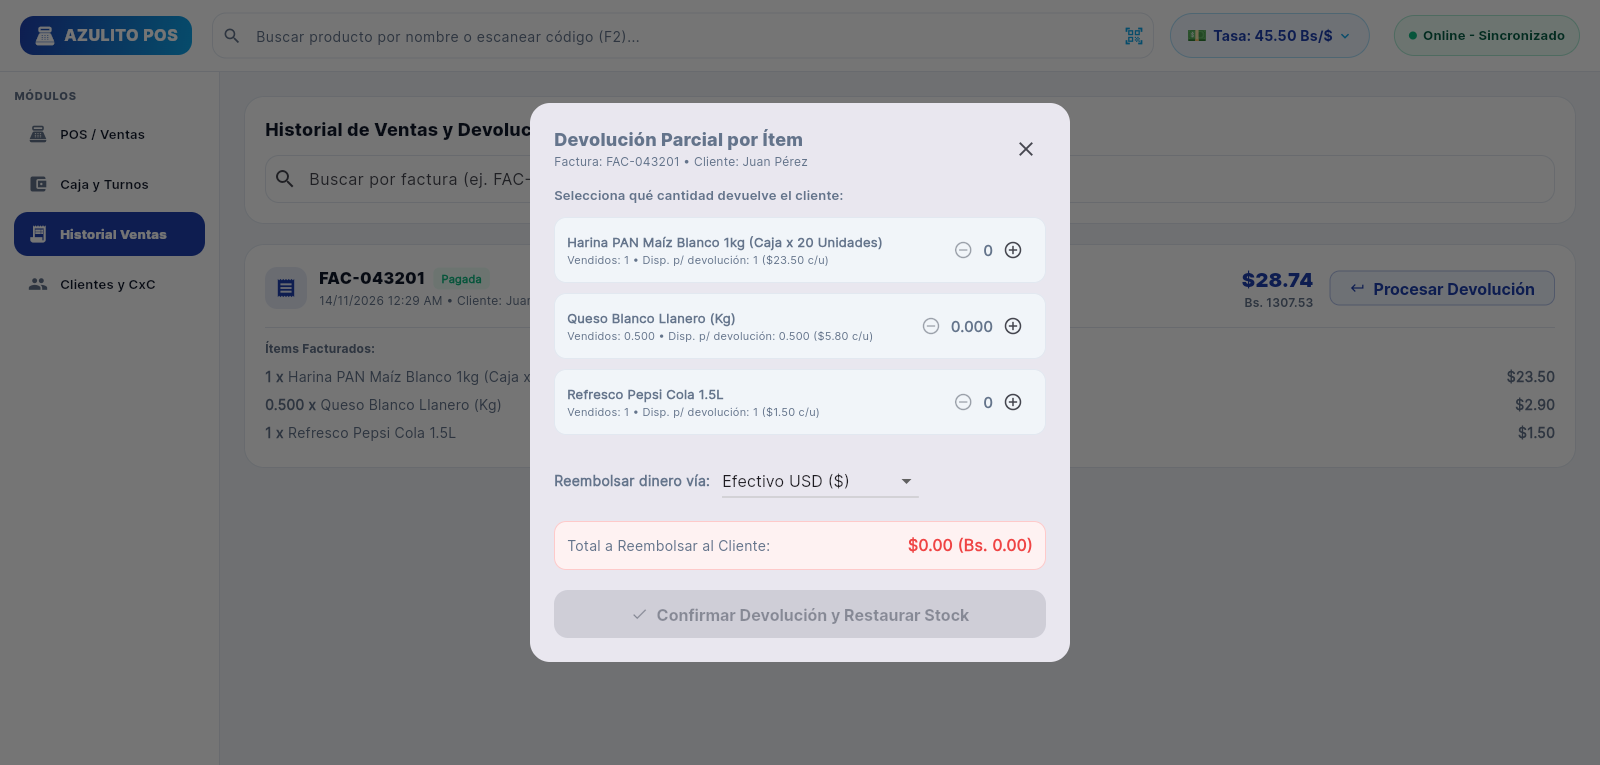 AZULITO POS
Buscar producto por nombre o escanear código (F2)...
Tasa: 45.50 Bs/$
Online - Sincronizado
MÓDULOS
POS / Ventas
Caja y Turnos
Historial Ventas
Clientes y CxC
Historial de Ventas y Devoluc
Buscar por factura (ej. FAC-
FAC-043201 Pagada
14/11/2026 12:29 AM • Cliente: Juan
$28.74
Bs. 1307.53
Procesar Devolución
Ítems Facturados:
1 x Harina PAN Maíz Blanco 1kg (Caja x
$23.50
0.500 x Queso Blanco Llanero (Kg)
$2.90
1 x Refresco Pepsi Cola 1.5L
$1.50
Devolución Parcial por Ítem
Factura: FAC-043201 • Cliente: Juan Pérez
Selecciona qué cantidad devuelve el cliente:
Harina PAN Maíz Blanco 1kg (Caja x 20 Unidades)
Vendidos: 1 • Disp. p/ devolución: 1 ($23.50 c/u)
0
Queso Blanco Llanero (Kg)
Vendidos: 0.500 • Disp. p/ devolución: 0.500 ($5.80 c/u)
0.000
Refresco Pepsi Cola 1.5L
Vendidos: 1 • Disp. p/ devolución: 1 ($1.50 c/u)
0
Reembolsar dinero vía: Efectivo USD ($)
Total a Reembolsar al Cliente: $0.00 (Bs. 0.00)
Confirmar Devolución y Restaurar Stock